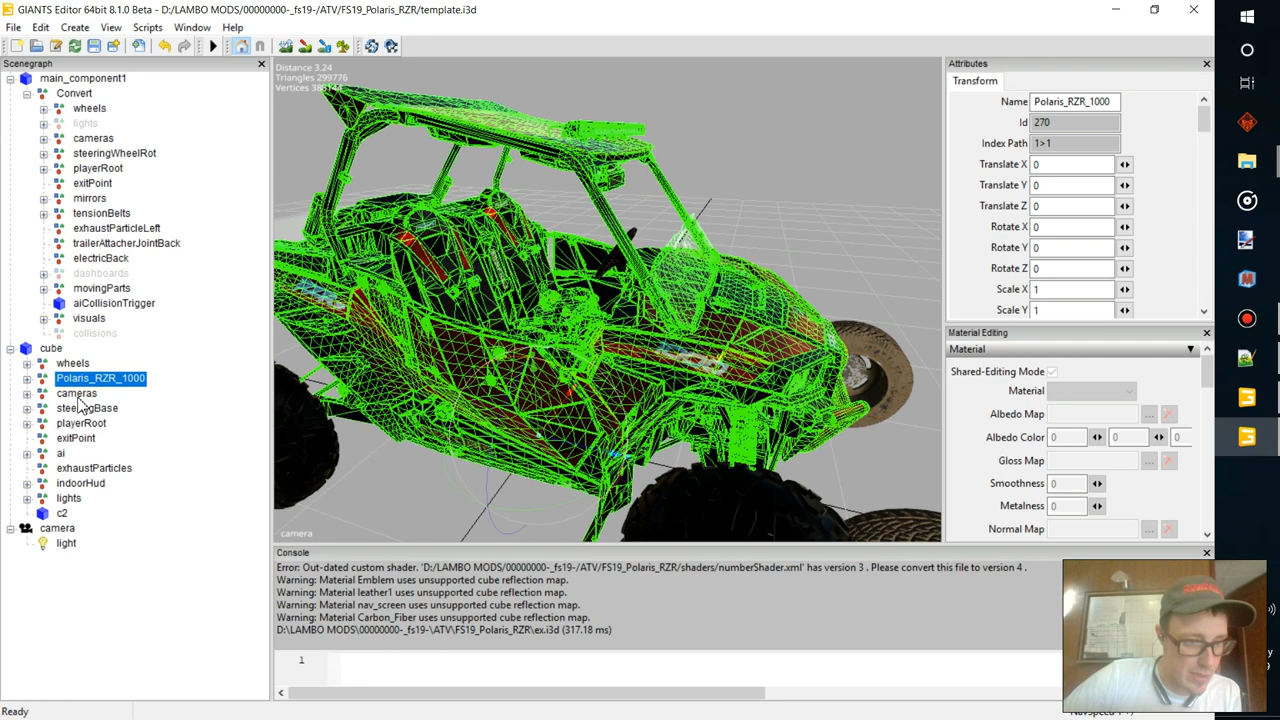 GIANTS Editor 64bit 8.1.0 Beta - D:/LAMBO MODS/00000000-_fs19-/ATV/FS19_Polaris_RZR/template.i3d
File Edit Create View Scripts Window Help
Scenegraph
main_component1
Convert
wheels
lights
cameras
steeringWheelRot
playerRoot
exitPoint
mirrors
tensionBelts
exhaustParticleLeft
trailerAttacherJointBack
electricBack
dashboards
movingParts
aiCollisionTrigger
visuals
collisions
cube
wheels
Polaris_RZR_1000
cameras
steeringBase
playerRoot
exitPoint
ai
exhaustParticles
indoorHud
lights
c2
camera
light
Distance 3.24
Triangles 299776
camera
Attributes
Transform
Name Polaris_RZR_1000
Id 270
Index Path 1>1
Translate X 0
Translate Y 0
Translate Z 0
Rotate X 0
Rotate Y 0
Rotate Z 0
Scale X 1
Scale Y 1
Material Editing
Material
Shared-Editing Mode
Material
Albedo Map ...
Albedo Color 0 0 0
Gloss Map ...
Smoothness 0
Metalness 0
Normal Map ...
Console
Error: Out-dated custom shader. 'D:/LAMBO MODS/00000000-_fs19-/ATV/FS19_Polaris_RZR/shaders/numberShader.xml' has version 3 . Please convert this file to version 4 .
Warning: Material Emblem uses unsupported cube reflection map.
Warning: Material leather1 uses unsupported cube reflection map.
Warning: Material nav_screen uses unsupported cube reflection map.
Warning: Material Carbon_Fiber uses unsupported cube reflection map.
D:\LAMBO MODS\00000000-_fs19-\ATV\FS19_Polaris_RZR\ex.i3d (317.18 ms)
1
Ready